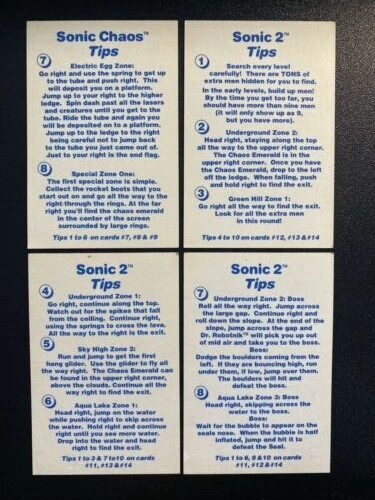 Sonic Chaos™
Tips
7
Electric Egg Zone:
Go right and use the spring to get up
to the tube and push right. This
will deposit you on a platform.
Jump up to your right to the higher
ledge. Spin dash past all the lasers
and creatures until you get to the
tube. Ride the tube and again you
will be deposited on a platform.
Jump up to the ledge to the right
being careful not to jump back
to the tube you just came out of.
Just to your right is the end flag.
8
Special Zone One:
The first special zone is simple.
Collect the rocket boots that you
start out on and go all the way to the
right through the rings. At the far
right you'll find the chaos emerald
in the center of the screen
surrounded by large rings.
Tips 1 to 6 on cards #7, #8 & #9
Sonic 2™
Tips
1
Search every level
carefully! There are TONS of
extra men hidden for you to find.
In the early levels, build up men!
By the time you get too far, you
should have more than nine men
(it will only show up as 9,
but you have more).
2
Underground Zone 2:
Head right, staying along the top
all the way to the upper right corner.
The Chaos Emerald is in the
upper right corner. Once you have
the Chaos Emerald, drop to the left
off the ledge. When falling, push
and hold right to find the exit.
3
Green Hill Zone 1:
Go all the way right to find the exit.
Look for all the extra men
in this round!
Tips 4 to 10 on cards #12, #13 & #14
Sonic 2™
Tips
4
Underground Zone 1:
Go right, continue along the top.
Watch out for the spikes that fall
from the ceiling. Continue right,
using the springs to cross the lava.
All the way to the right is the exit.
5
Sky High Zone 2:
Run and jump to get the first
hang glider. Use the glider to fly all
the way right. The Chaos Emerald can
be found in the upper right corner,
above the clouds. Continue all the
way right to find the exit.
6
Aqua Lake Zone 1:
Head right, jump on the water
while pushing right to skip across
the water. Hold right and continue
right until you see more water.
Drop into the water and head
right to find the exit.
Tips 1 to 3 & 7 to10 on cards
#11, #13 & #14
Sonic 2™
Tips
7
Underground Zone 2: Boss
Roll all the way right. Jump across
the large gap. Continue right and
roll down the slope. At the end of the
slope, jump across the gap and
Dr. Robotnik™ will pick you up out
of mid air and take you to the boss.
Boss:
Dodge the boulders coming from the
left. If they are bouncing high, run
under them, if low, jump over them.
The boulders will hit and
defeat the boss.
8
Aqua Lake Zone 3: Boss
Head right, skipping across the
water to the boss.
Boss:
Wait for the bubble to appear on the
seals nose. When the bubble is half
inflated, jump and hit it to
defeat the Seal.
Tips 1 to 6, 9 &10 on cards
#11, #12 & #14